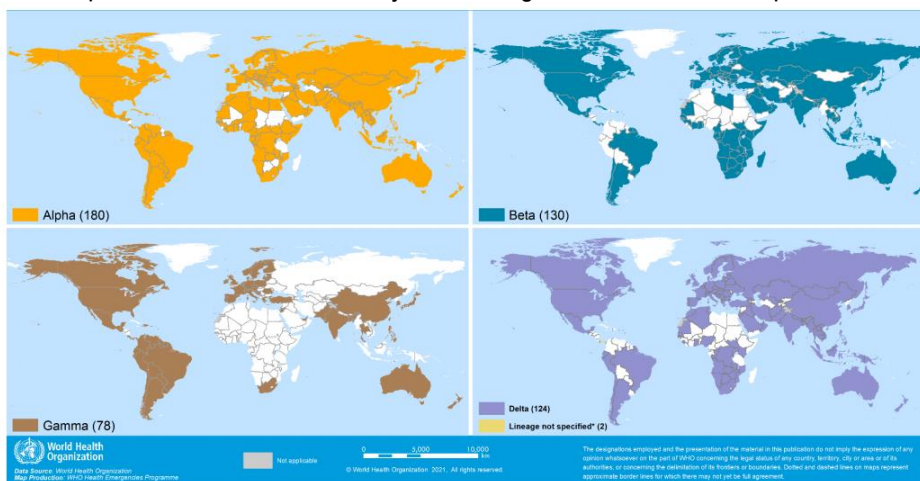 Alpha (180)
Beta (130)
Gamma (78)
Delta (124)
Lineage not specified* (2)
World Health
Organization
Data Source: World Health Organization
Map Production: WHO Health Emergencies Programme
Not applicable
0 5,000 10,000
km
© World Health Organization 2021, All rights reserved
The designations employed and the presentation of the material in this publication do not imply the expression of any
opinion whatsoever on the part of WHO concerning the legal status of any country, territory, city or area or of its
authorities, or concerning the delimitation of its frontiers or boundaries. Dotted and dashed lines on maps represent
approximate border lines for which there may not yet be full agreement.